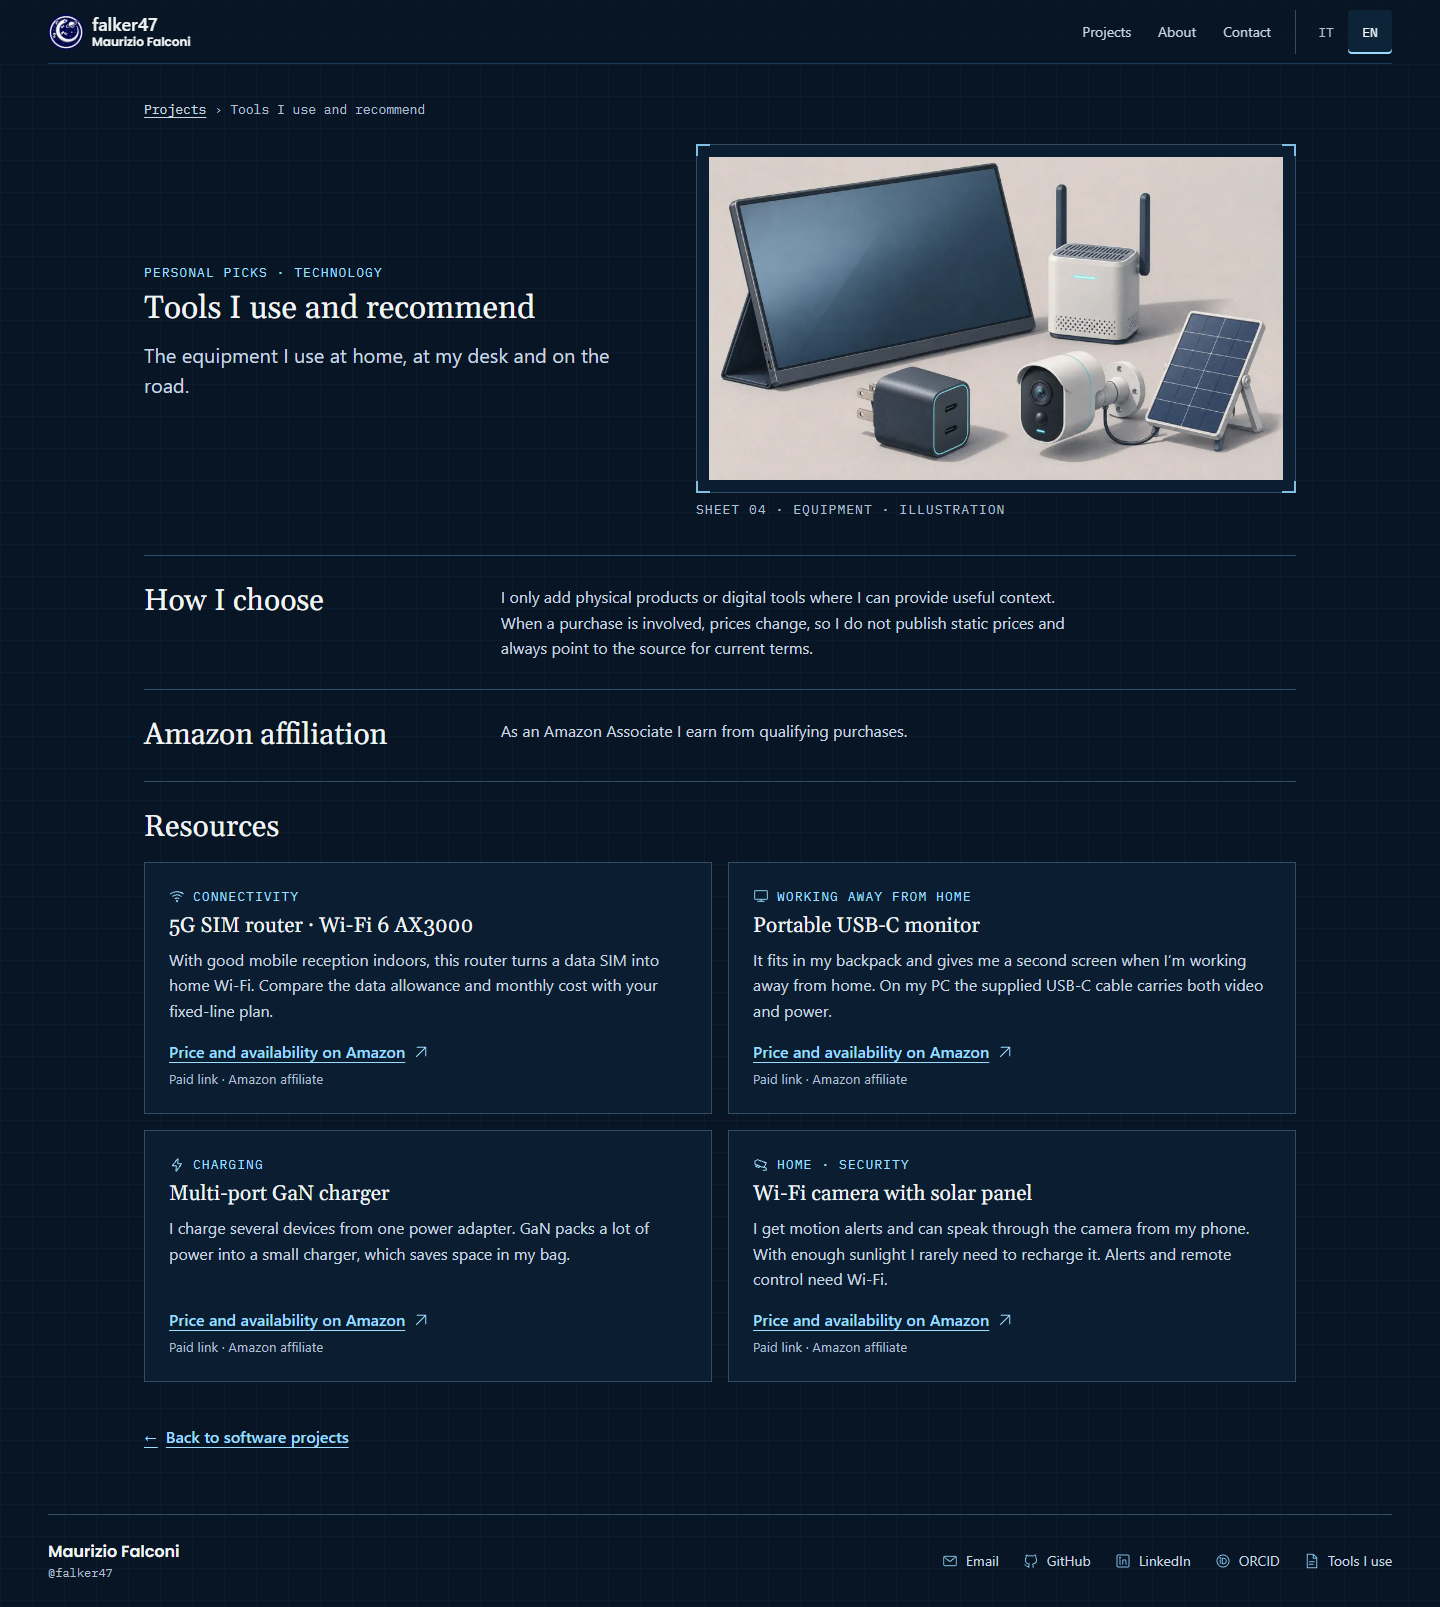 falker47
Maurizio Falconi
Projects
About
Contact
IT
EN
Projects › Tools I use and recommend
PERSONAL PICKS · TECHNOLOGY
Tools I use and recommend
The equipment I use at home, at my desk and on the
road.
SHEET 04 · EQUIPMENT · ILLUSTRATION
How I choose
I only add physical products or digital tools where I can provide useful context.
When a purchase is involved, prices change, so I do not publish static prices and
always point to the source for current terms.
Amazon affiliation
As an Amazon Associate I earn from qualifying purchases.
Resources
CONNECTIVITY
5G SIM router · Wi-Fi 6 AX3000
With good mobile reception indoors, this router turns a data SIM into
home Wi-Fi. Compare the data allowance and monthly cost with your
fixed-line plan.
Price and availability on Amazon ↗
Paid link · Amazon affiliate
WORKING AWAY FROM HOME
Portable USB-C monitor
It fits in my backpack and gives me a second screen when I’m working
away from home. On my PC the supplied USB-C cable carries both video
and power.
Price and availability on Amazon ↗
Paid link · Amazon affiliate
CHARGING
Multi-port GaN charger
I charge several devices from one power adapter. GaN packs a lot of
power into a small charger, which saves space in my bag.
Price and availability on Amazon ↗
Paid link · Amazon affiliate
HOME · SECURITY
Wi-Fi camera with solar panel
I get motion alerts and can speak through the camera from my phone.
With enough sunlight I rarely need to recharge it. Alerts and remote
control need Wi-Fi.
Price and availability on Amazon ↗
Paid link · Amazon affiliate
← Back to software projects
Maurizio Falconi
@falker47
Email
GitHub
LinkedIn
ORCID
Tools I use